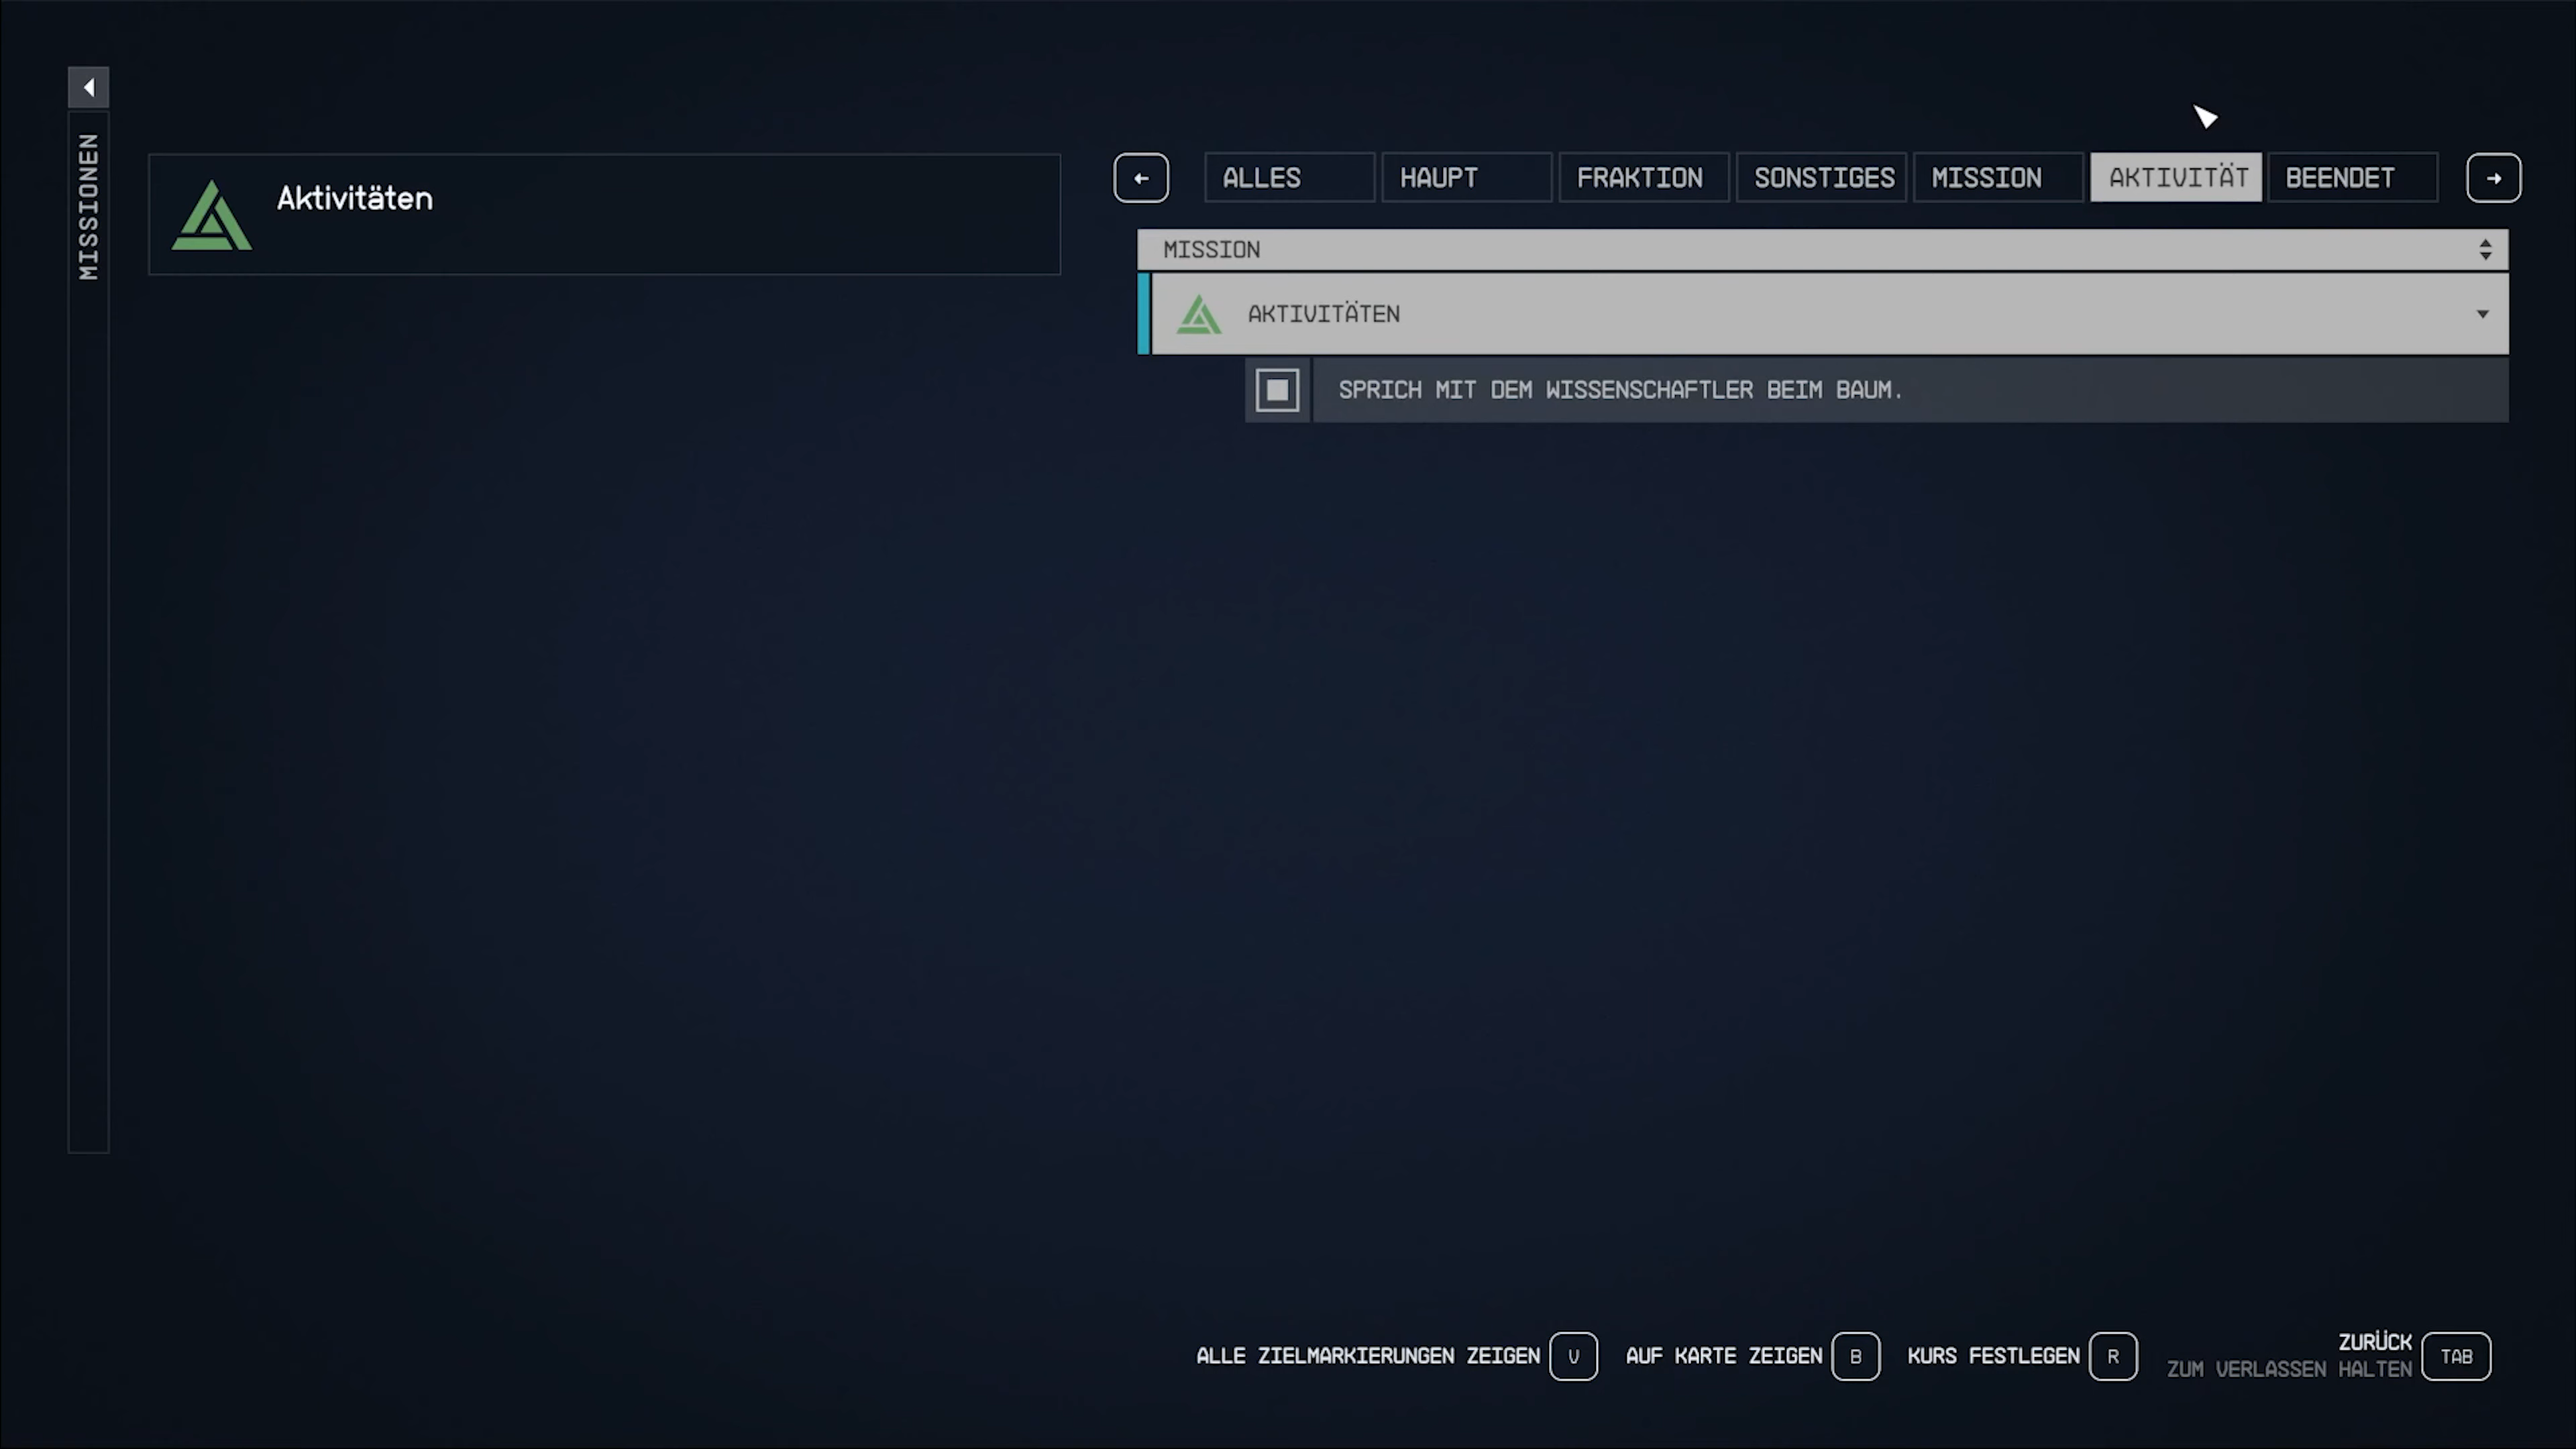 MISSIONEN
Aktivitäten
ALLES HAUPT FRAKTION SONSTIGES MISSION AKTIVITÄT BEENDET
MISSION
AKTIVITÄTEN
SPRICH MIT DEM WISSENSCHAFTLER BEIM BAUM.
ALLE ZIELMARKIERUNGEN ZEIGEN V AUF KARTE ZEIGEN B KURS FESTLEGEN R ZURÜCK TAB
ZUM VERLASSEN HALTEN